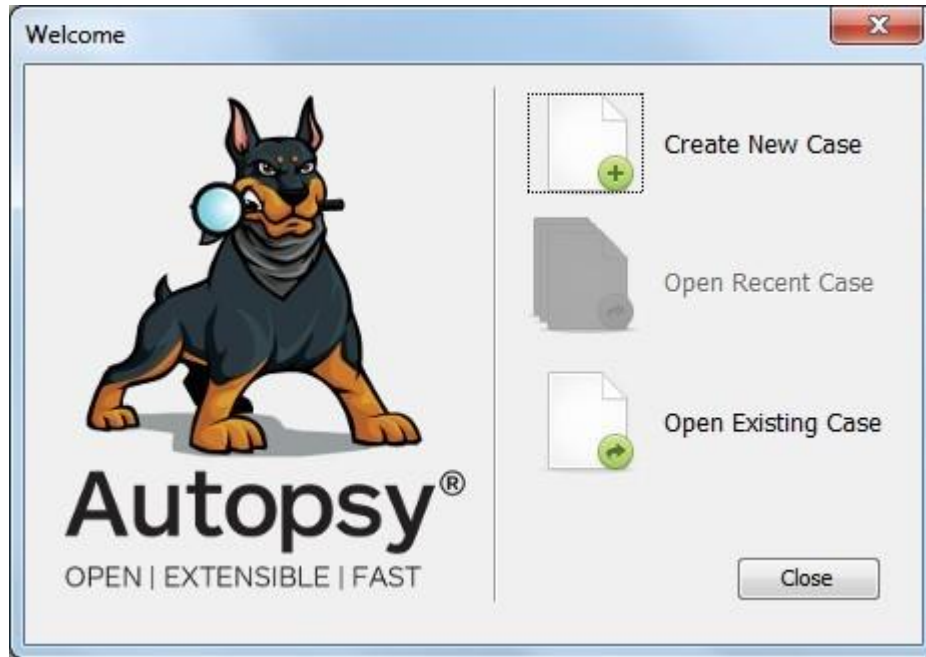 Welcome
Create New Case
Open Recent Case
Open Existing Case
Autopsy®
OPEN | EXTENSIBLE | FAST
Close